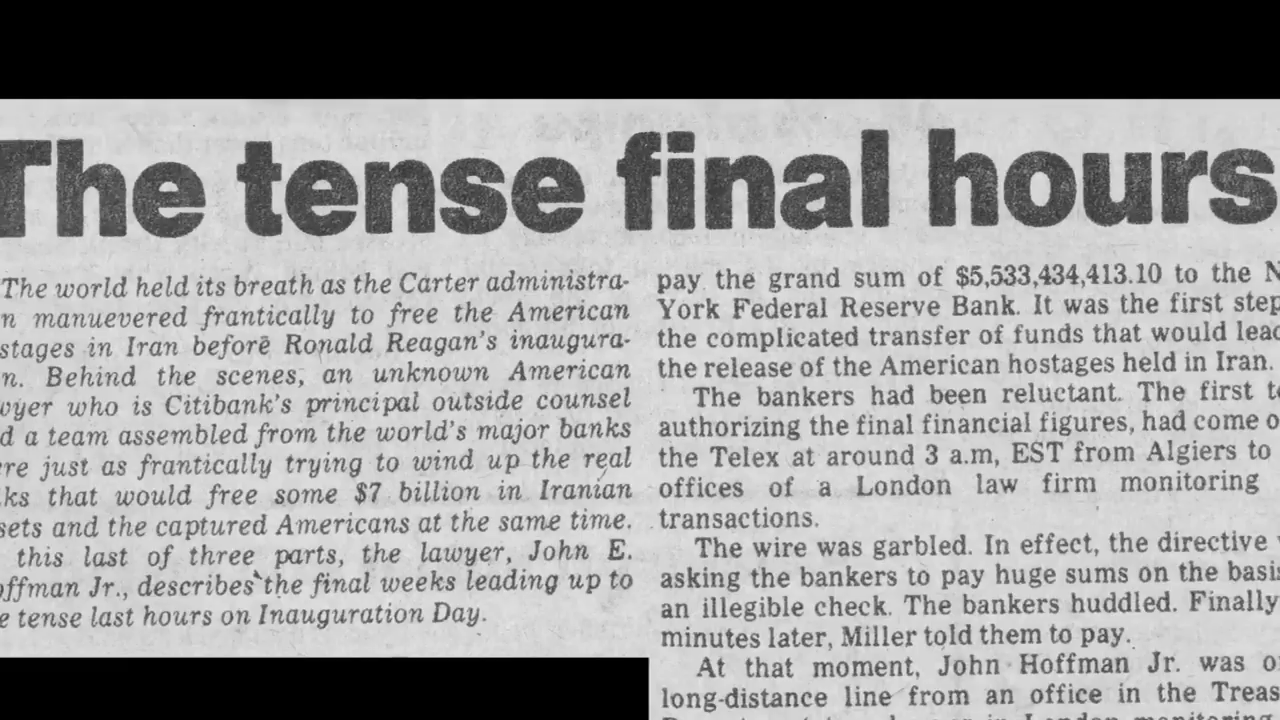 The tense final hours
The world held its breath as the Carter administra-
n manuevered frantically to free the American
stages in Iran before Ronald Reagan's inaugura-
n. Behind the scenes, an unknown American
wyer who is Citibank's principal outside counsel
d a team assembled from the world's major banks
re just as frantically trying to wind up the real
ks that would free some $7 billion in Iranian
sets and the captured Americans at the same time.
this last of three parts, the lawyer, John E.
offman Jr., describes the final weeks leading up to
e tense last hours on Inauguration Day.
pay the grand sum of $5,533,434,413.10 to the N
York Federal Reserve Bank. It was the first step
the complicated transfer of funds that would lead
the release of the American hostages held in Iran.
The bankers had been reluctant. The first te
authorizing the final financial figures, had come o
the Telex at around 3 a.m, EST from Algiers to
offices of a London law firm monitoring
transactions.
The wire was garbled. In effect, the directive
asking the bankers to pay huge sums on the basis
an illegible check. The bankers huddled. Finally
minutes later, Miller told them to pay.
At that moment, John Hoffman Jr. was o
long-distance line from an office in the Treas